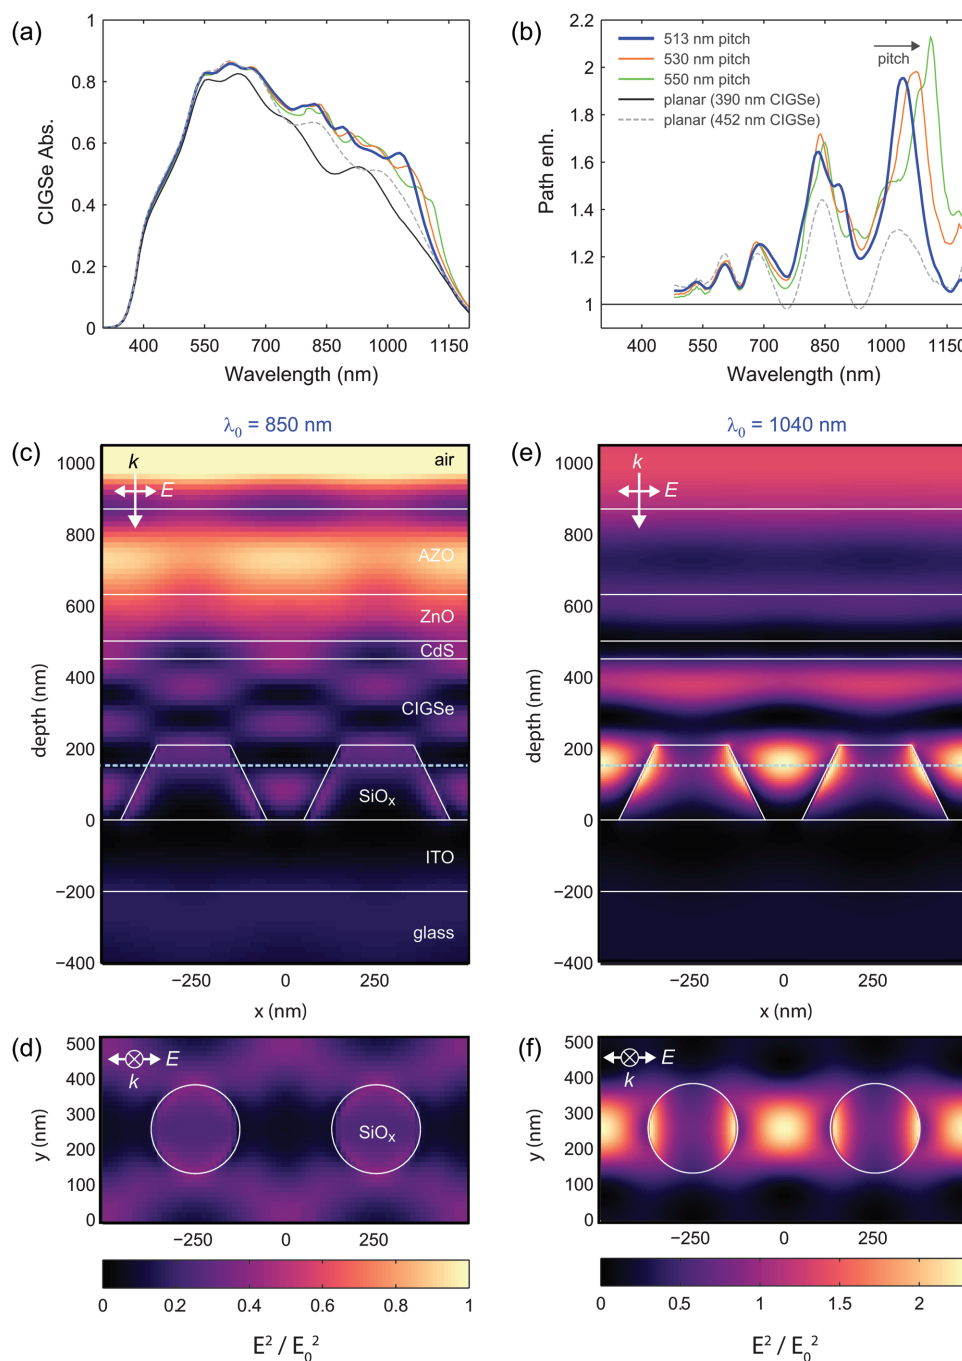 (a)
1
0.8
0.6
0.4
0.2
0
CIGSe Abs.
400 550 700 850 1000 1150
Wavelength (nm)
(b)
2.2
2
1.8
1.6
1.4
1.2
1
Path enh.
513 nm pitch
530 nm pitch
550 nm pitch
planar (390 nm CIGSe)
planar (452 nm CIGSe)
pitch
400 550 700 850 1000 1150
Wavelength (nm)
λ₀ = 850 nm
(c)
1000
800
600
400
200
0
−200
−400
depth (nm)
k
E
air
AZO
ZnO
CdS
CIGSe
SiOₓ
ITO
glass
−250 0 250
x (nm)
λ₀ = 1040 nm
(e)
1000
800
600
400
200
0
−200
−400
depth (nm)
k
E
−250 0 250
x (nm)
(d)
500
400
300
200
100
0
y (nm)
E
k
SiOₓ
−250 0 250
0 0.2 0.4 0.6 0.8 1
E² / E₀²
(f)
500
400
300
200
100
0
y (nm)
E
k
−250 0 250
0 0.5 1 1.5 2
E² / E₀²